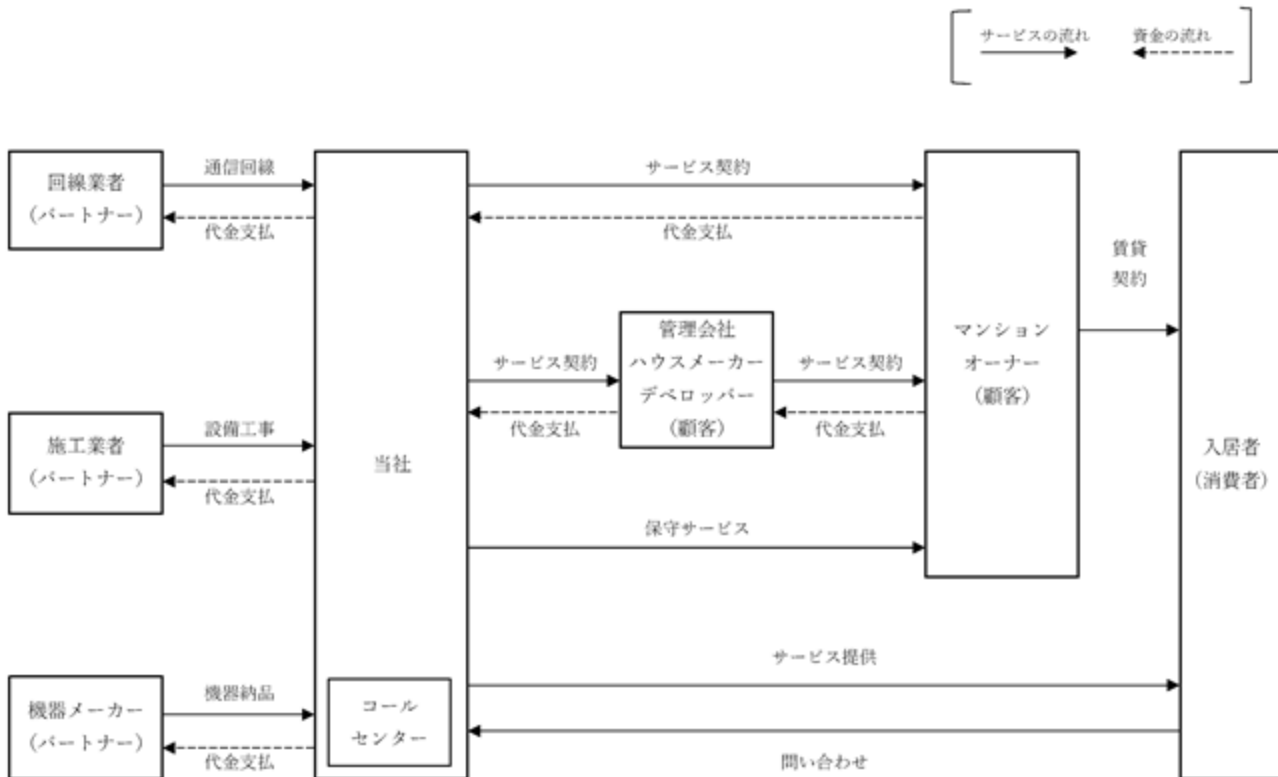 サービスの流れ
資金の流れ
回線業者
（パートナー）
通信回線
代金支払
サービス契約
代金支払
賃貸
契約
管理会社
ハウスメーカー
デベロッパー
（顧客）
サービス契約
代金支払
サービス契約
代金支払
マンション
オーナー
（顧客）
施工業者
（パートナー）
設備工事
代金支払
当社
入居者
（消費者）
保守サービス
サービス提供
機器メーカー
（パートナー）
機器納品
代金支払
コール
センター
問い合わせ